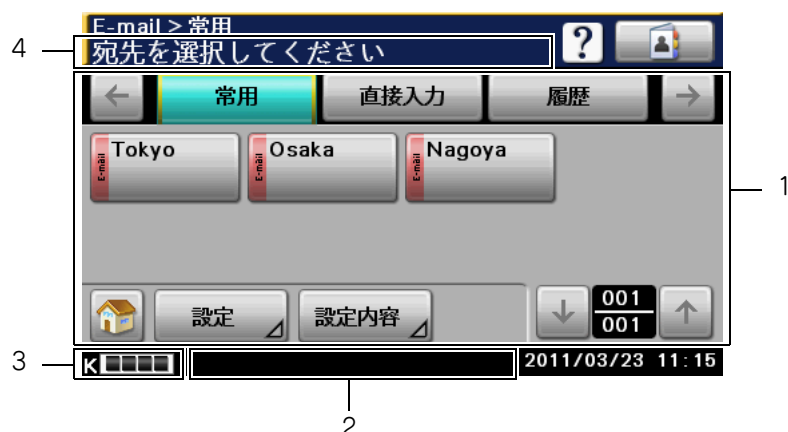 E-mail > 常用
4
宛先を選択してください
?
← 常用 直接入力 履歴 →
E-mail Tokyo E-mail Osaka E-mail Nagoya
1
設定 設定内容 ↓ 001 ↑
001
3
K 2011/03/23 11:15
2